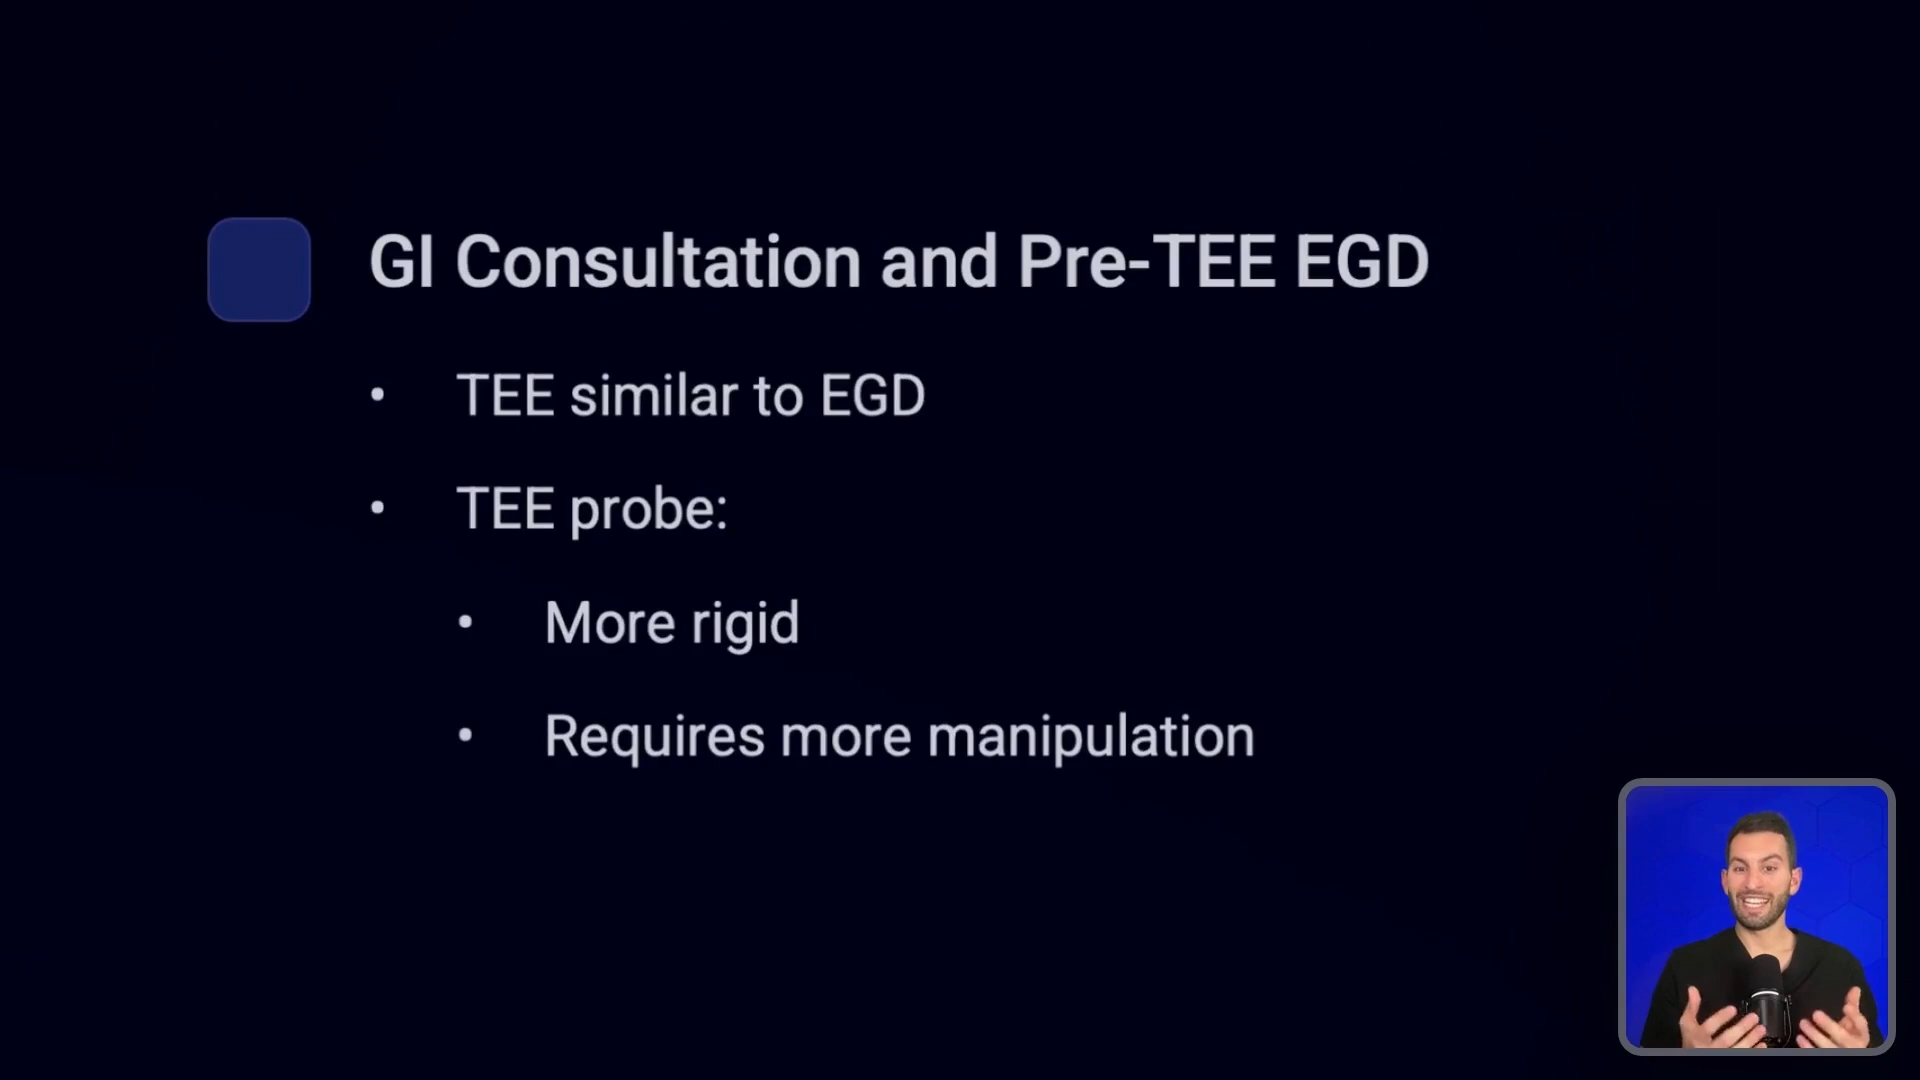 GI Consultation and Pre-TEE EGD
• TEE similar to EGD
• TEE probe:
• More rigid
• Requires more manipulation